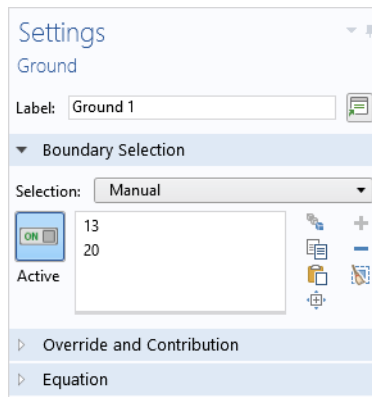 Settings
Ground
Label: Ground 1
Boundary Selection
Selection: Manual
ON
13
20
Active
Override and Contribution
Equation